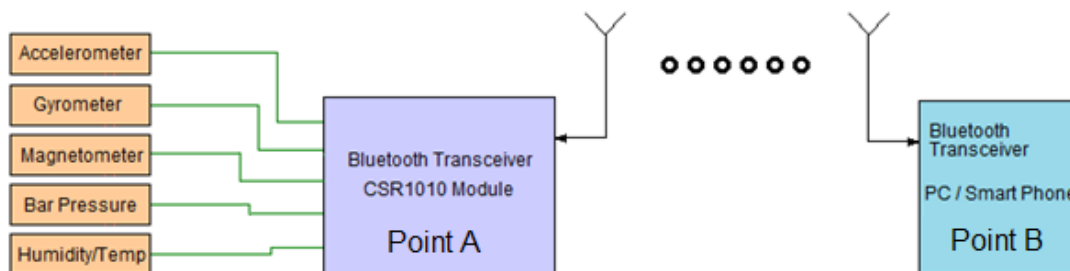 Accelerometer
Gyrometer
Magnetometer
Bar Pressure
Humidity/Temp
Bluetooth Transceiver
CSR1010 Module
Point A
Bluetooth
Transceiver
PC / Smart Phone
Point B